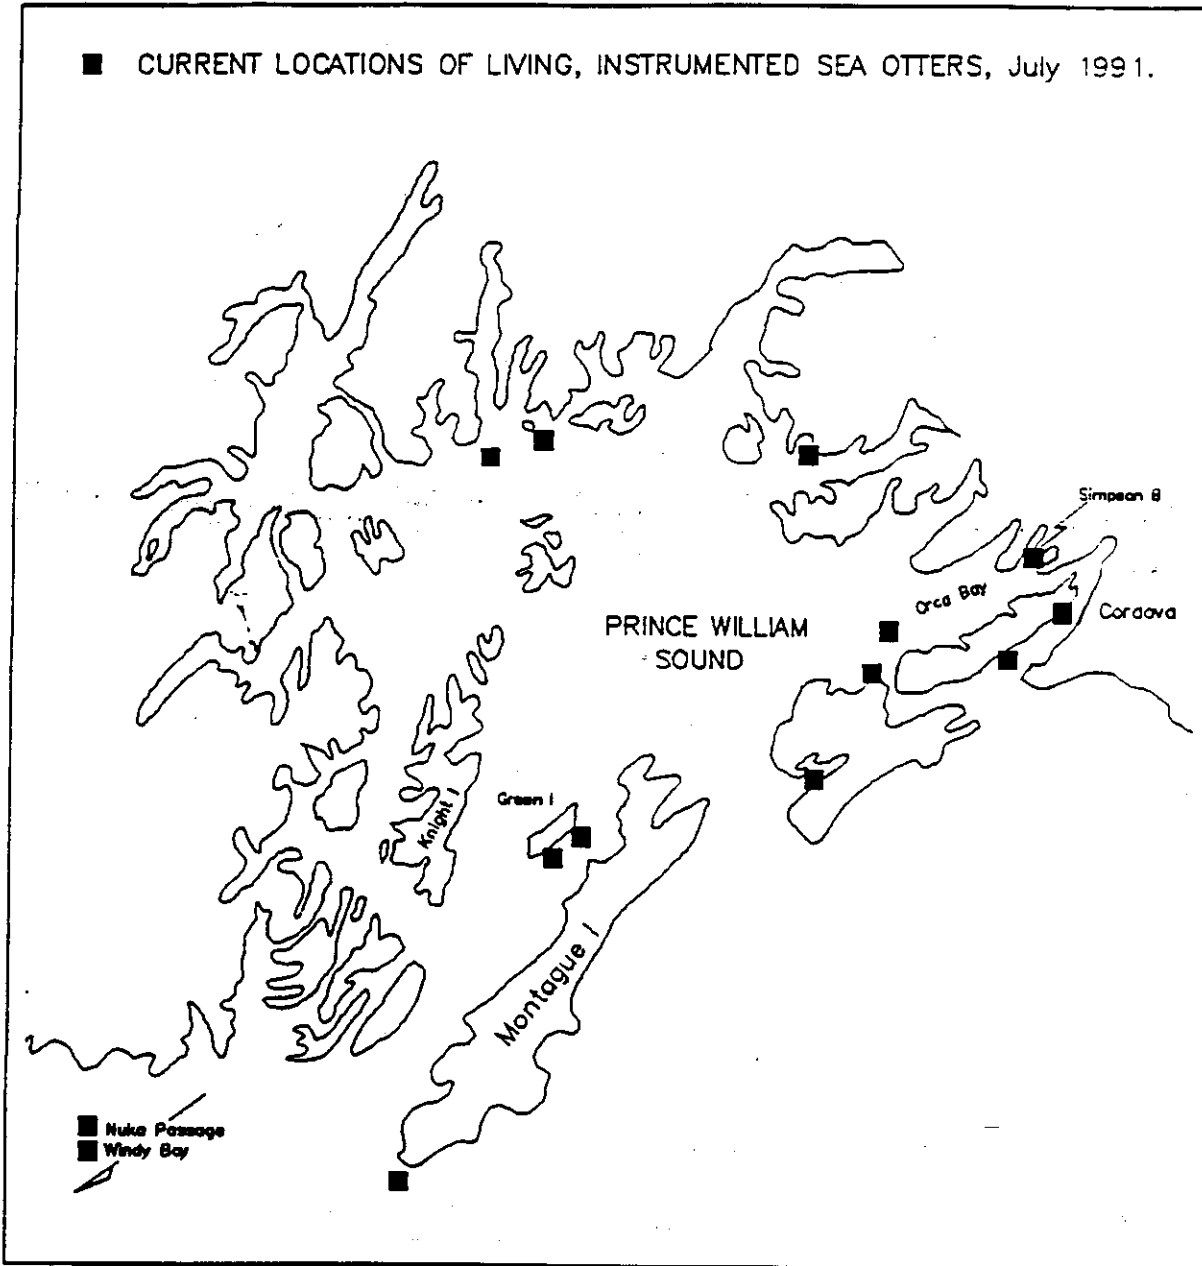 CURRENT LOCATIONS OF LIVING, INSTRUMENTED SEA OTTERS, July 1991.
Simpson B
Orca Bay
Cordova
PRINCE WILLIAM
SOUND
Green I
Knight I
Montague I
Nuka Passage
Windy Bay